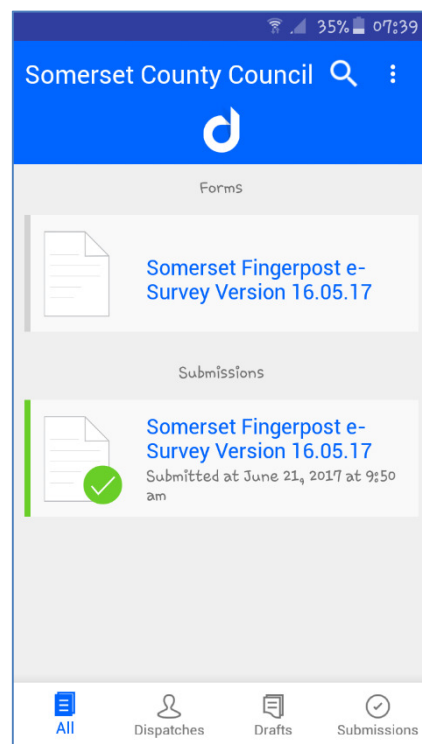 35% 07:39
Somerset County Council
Forms
Somerset Fingerpost e-
Survey Version 16.05.17
Submissions
Somerset Fingerpost e-
Survey Version 16.05.17
Submitted at June 21, 2017 at 9:50
am
All Dispatches Drafts Submissions